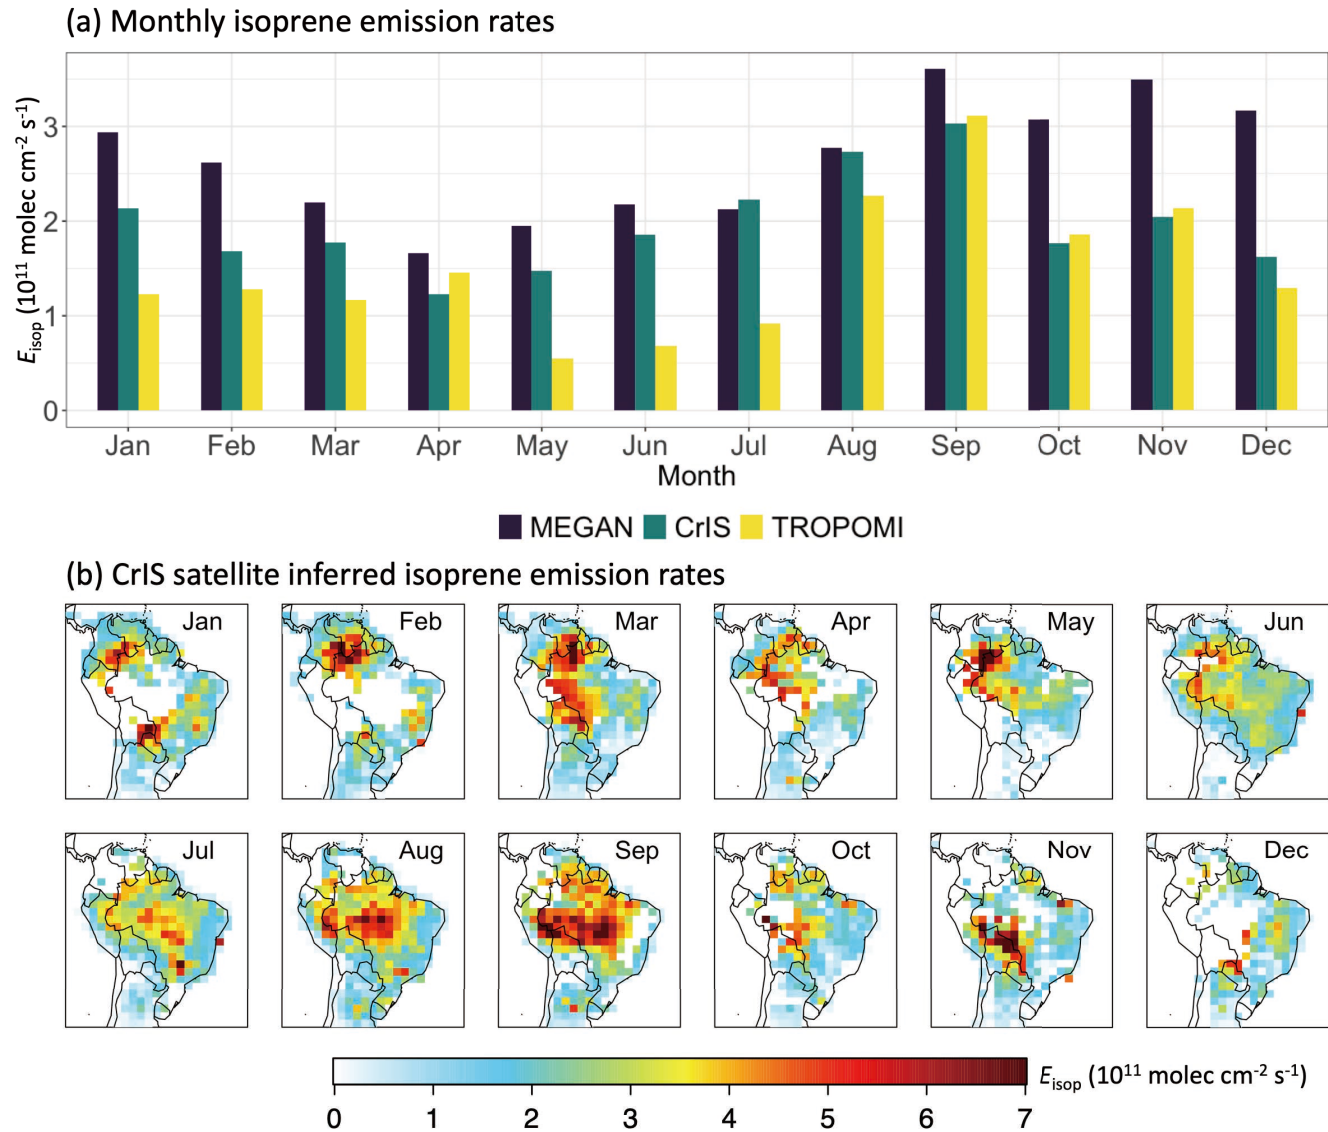 (a) Monthly isoprene emission rates
E_isop (10^11 molec cm^-2 s^-1)
3
2
1
0
Jan Feb Mar Apr May Jun Jul Aug Sep Oct Nov Dec
Month
MEGAN CrIS TROPOMI
(b) CrIS satellite inferred isoprene emission rates
Jan Feb Mar Apr May Jun
Jul Aug Sep Oct Nov Dec
E_isop (10^11 molec cm^-2 s^-1)
0 1 2 3 4 5 6 7